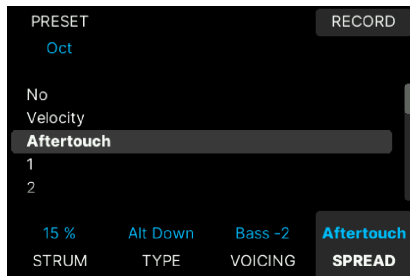 PRESET
RECORD
Oct
No
Velocity
Aftertouch
1
2
15 % Alt Down Bass -2 Aftertouch
STRUM TYPE VOICING SPREAD